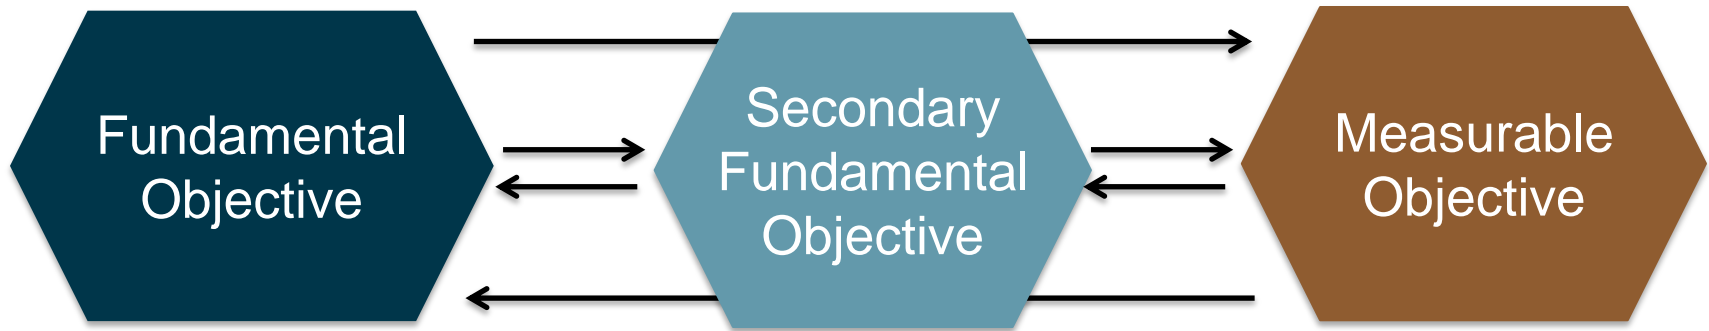 Fundamental
Objective
Secondary
Fundamental
Objective
Measurable
Objective